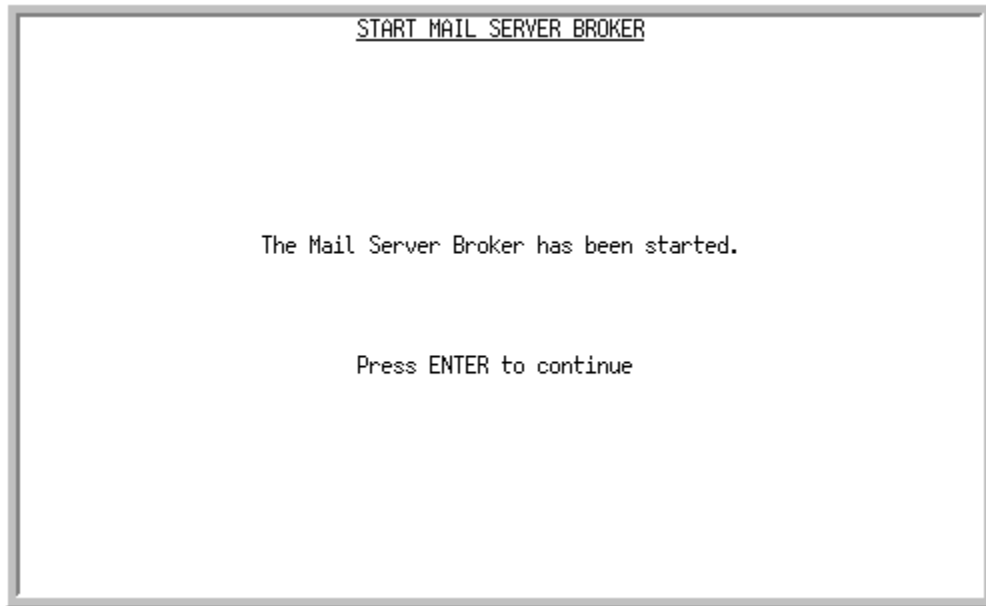 START MAIL SERVER BROKER
The Mail Server Broker has been started.
Press ENTER to continue